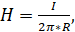 H = I / 2π∗R,